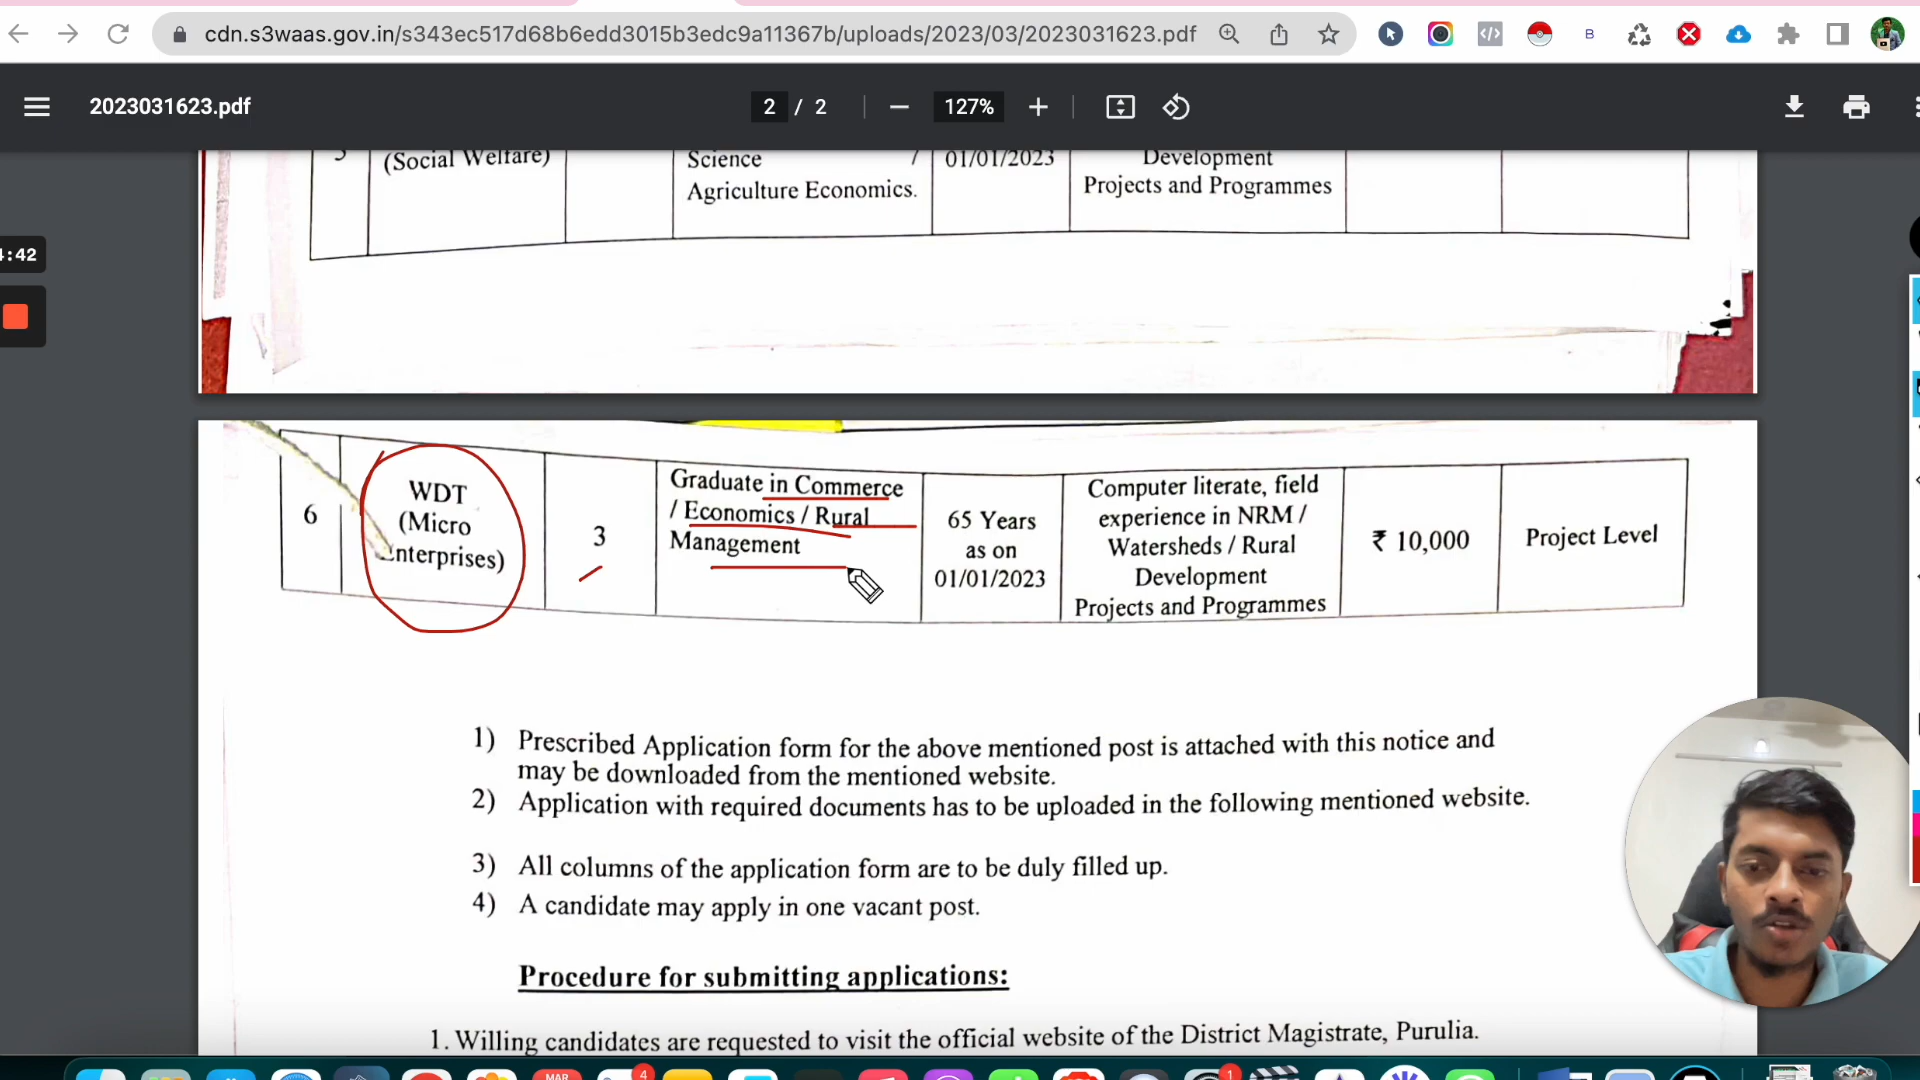 cdn.s3waas.gov.in/s343ec517d68b6edd3015b3edc9a11367b/uploads/2023/03/2023031623.pdf
B
2023031623.pdf
2 / 2
127%
:42
5
(Social Welfare)
Science /
Agriculture Economics.
01/01/2023
Development
Projects and Programmes
6
WDT
(Micro
Enterprises)
3
Graduate in Commerce
/ Economics / Rural
Management
65 Years
as on
01/01/2023
Computer literate, field
experience in NRM /
Watersheds / Rural
Development
Projects and Programmes
₹ 10,000
Project Level
1) Prescribed Application form for the above mentioned post is attached with this notice and
may be downloaded from the mentioned website.
2) Application with required documents has to be uploaded in the following mentioned website.
3) All columns of the application form are to be duly filled up.
4) A candidate may apply in one vacant post.
Procedure for submitting applications:
1. Willing candidates are requested to visit the official website of the District Magistrate, Purulia.
MAR
4
1